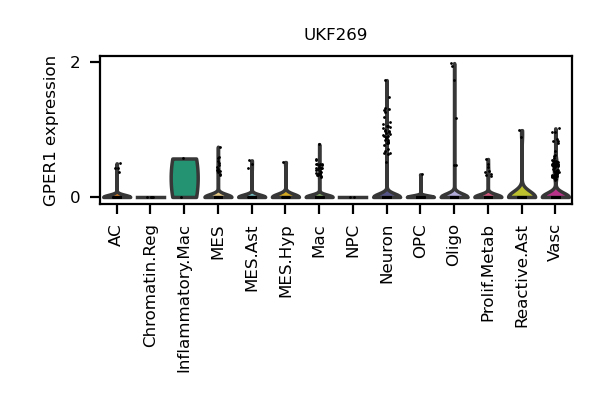 UKF269
GPER1 expression
2
0
AC
Chromatin.Reg
Inflammatory.Mac
MES
MES.Ast
MES.Hyp
Mac
NPC
Neuron
OPC
Oligo
Prolif.Metab
Reactive.Ast
Vasc